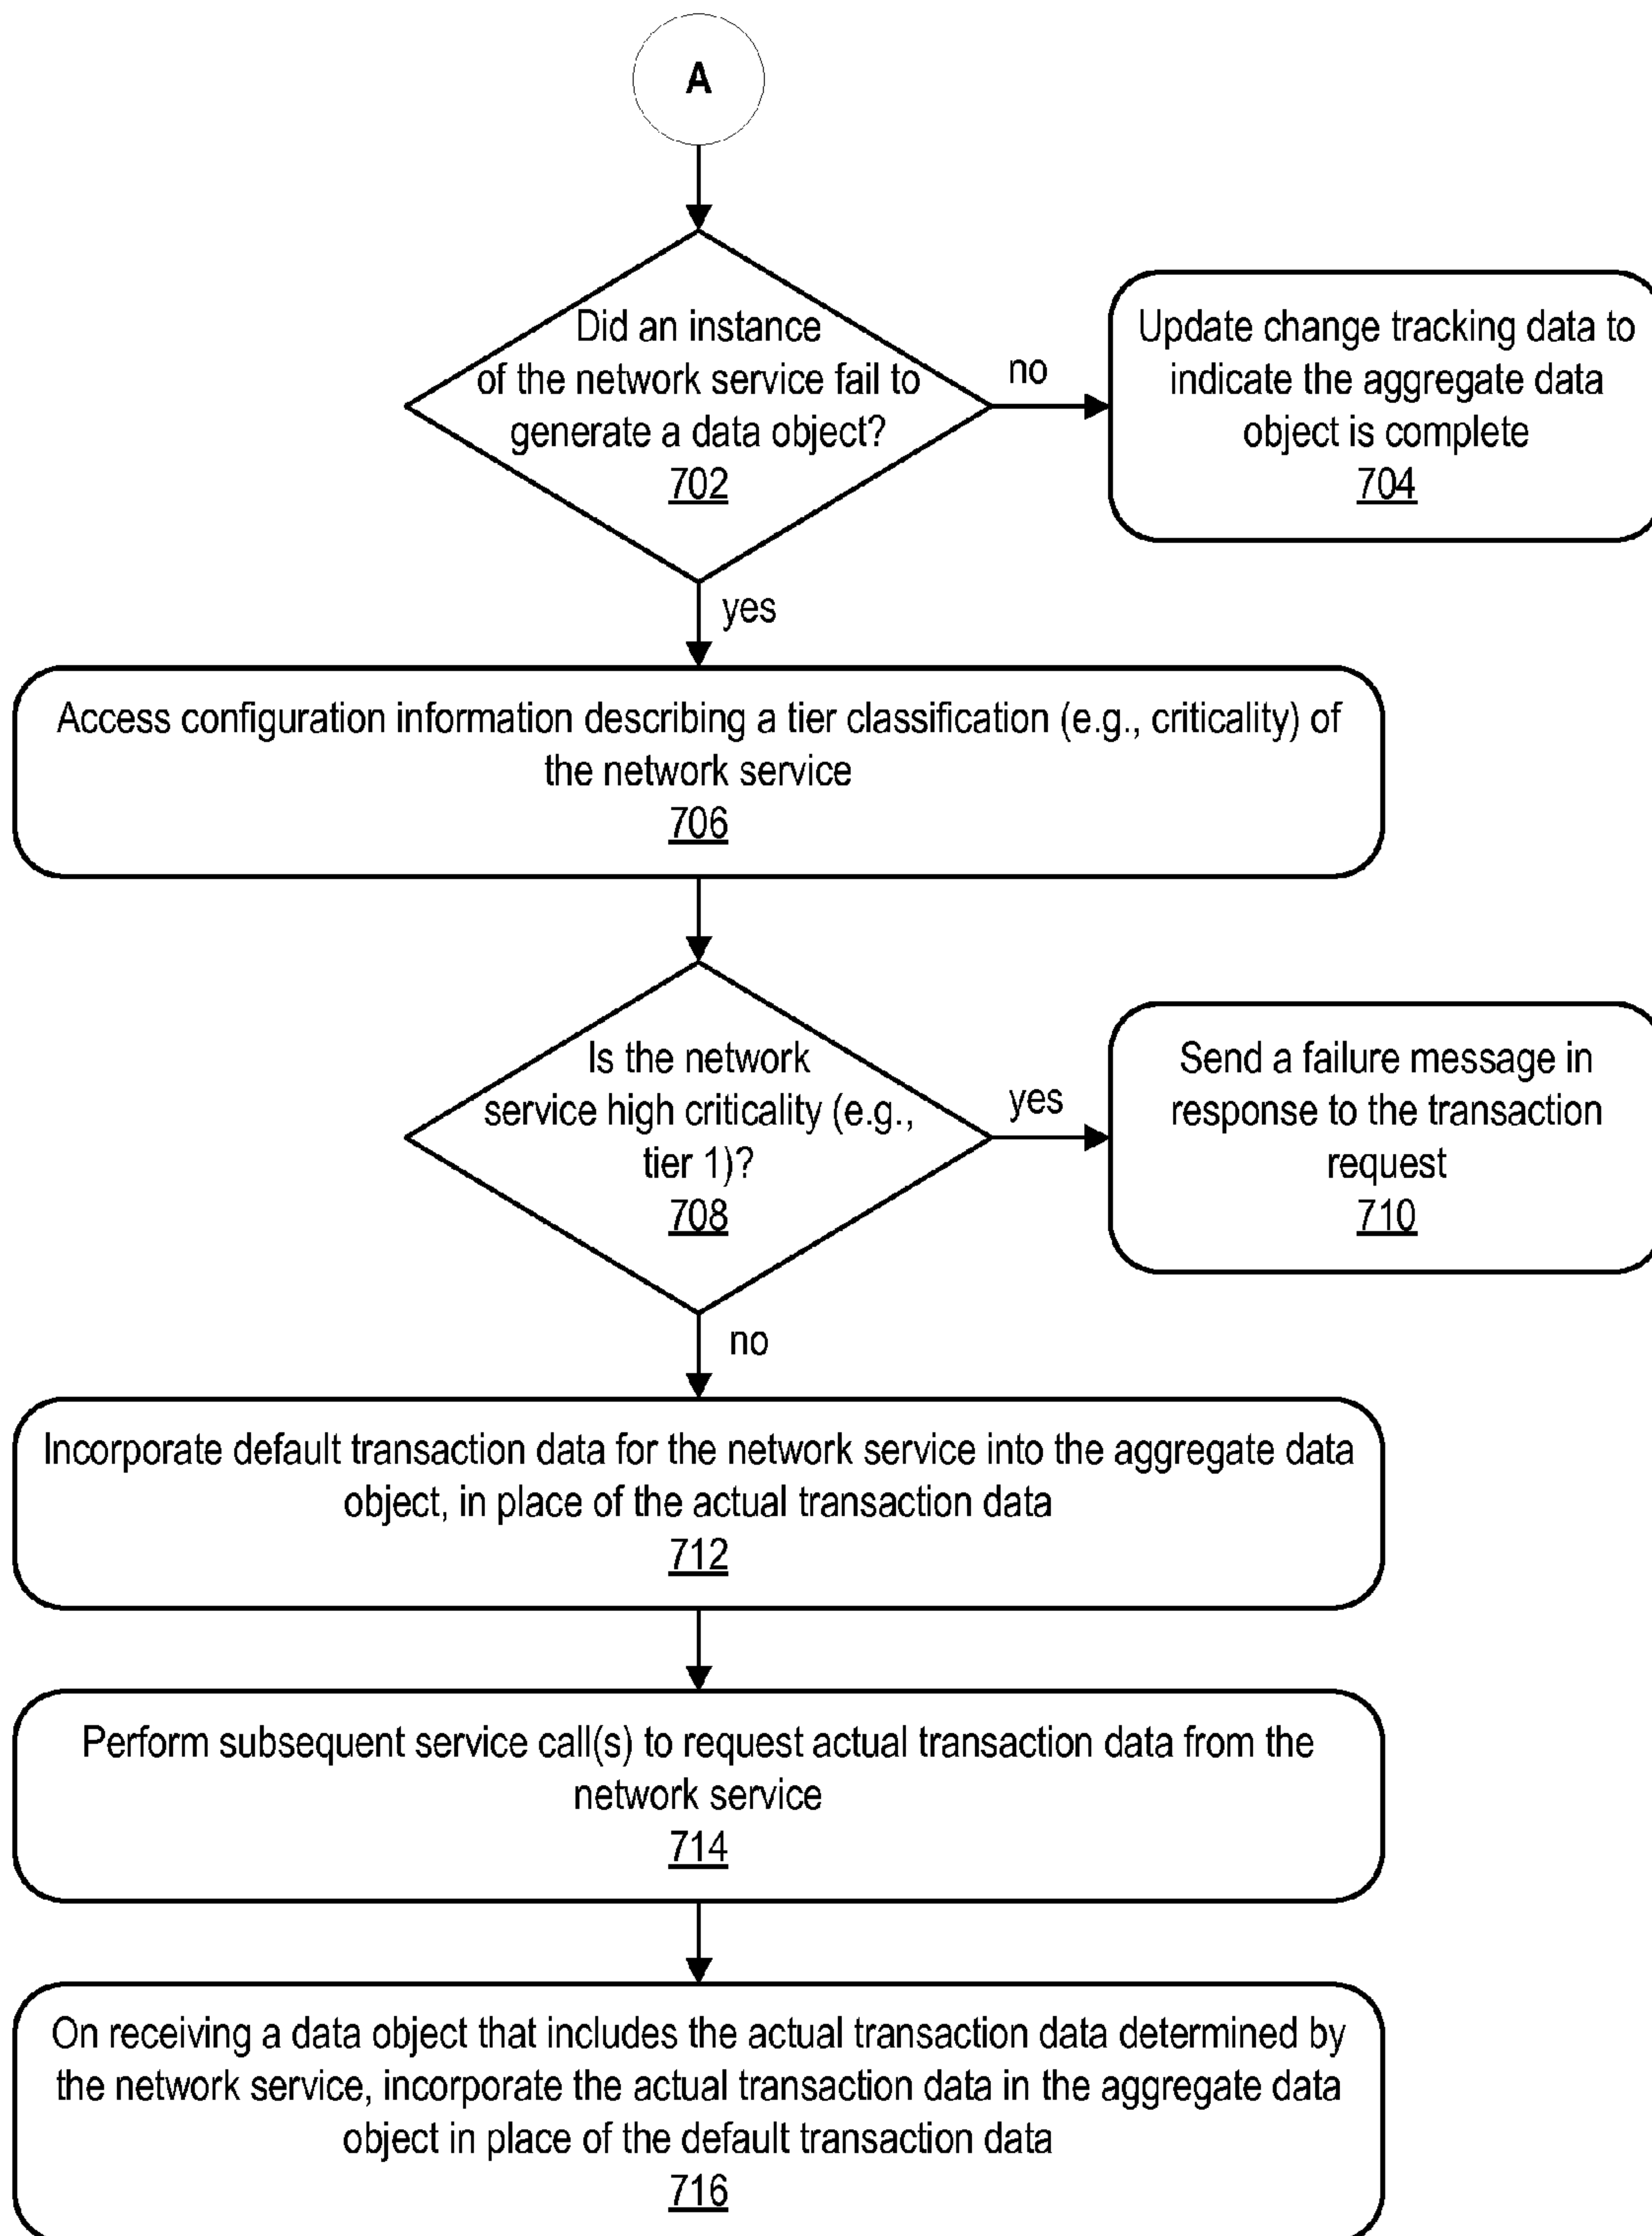 A
Did an instance
of the network service fail to
generate a data object?
702
no
Update change tracking data to
indicate the aggregate data
object is complete
704
yes
Access configuration information describing a tier classification (e.g., criticality) of
the network service
706
Is the network
service high criticality (e.g.,
tier 1)?
708
yes
Send a failure message in
response to the transaction
request
710
no
Incorporate default transaction data for the network service into the aggregate data
object, in place of the actual transaction data
712
Perform subsequent service call(s) to request actual transaction data from the
network service
714
On receiving a data object that includes the actual transaction data determined by
the network service, incorporate the actual transaction data in the aggregate data
object in place of the default transaction data
716